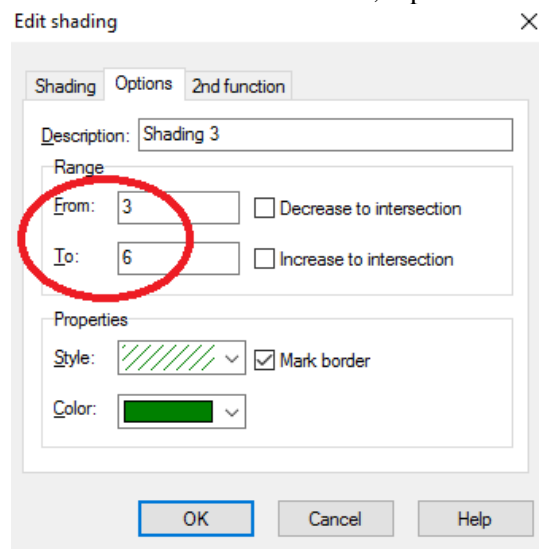 Edit shading
Shading Options 2nd function
Description: Shading 3
Range
From: 3 Decrease to intersection
To: 6 Increase to intersection
Properties
Style: Mark border
Color:
OK Cancel Help